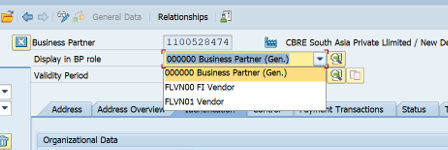 General Data Relationships
Business Partner 1100528474 CBRE South Asia Private Llimited / New De
Display in BP role 000000 Business Partner (Gen.)
Validity Period 000000 Business Partner (Gen.)
FLVN00 FI Vendor
FLVN01 Vendor
Address Address Overview Identification Control Payment Transactions Status
Organizational Data